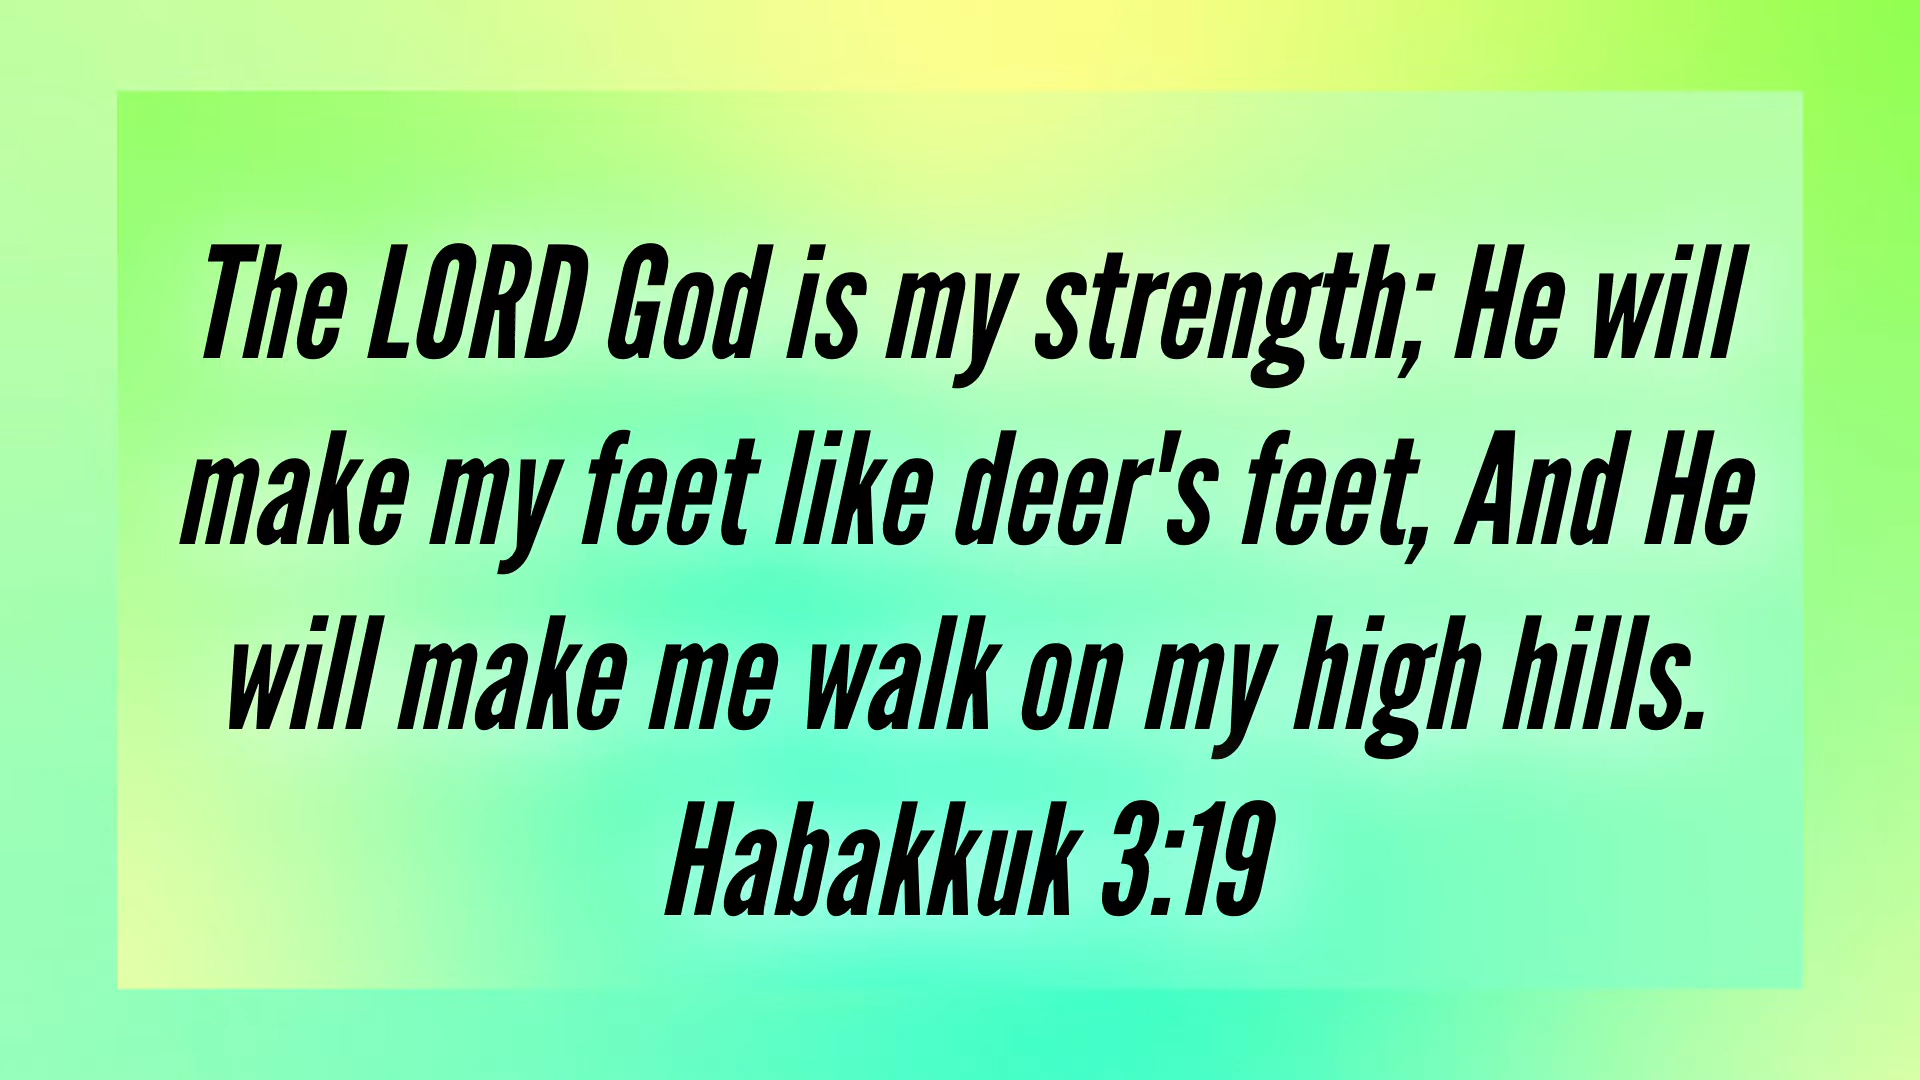 The LORD God is my strength; He will
make my feet like deer's feet, And He
will make me walk on my high hills.
Habakkuk 3:19